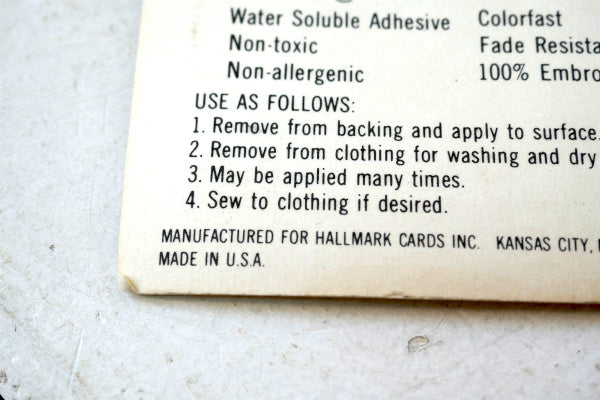 Water Soluble Adhesive Colorfast
Non-toxic Fade Resista
Non-allergenic 100% Embro
USE AS FOLLOWS:
1. Remove from backing and apply to surface.
2. Remove from clothing for washing and dry
3. May be applied many times.
4. Sew to clothing if desired.
MANUFACTURED FOR HALLMARK CARDS INC. KANSAS CITY,
MADE IN U.S.A.